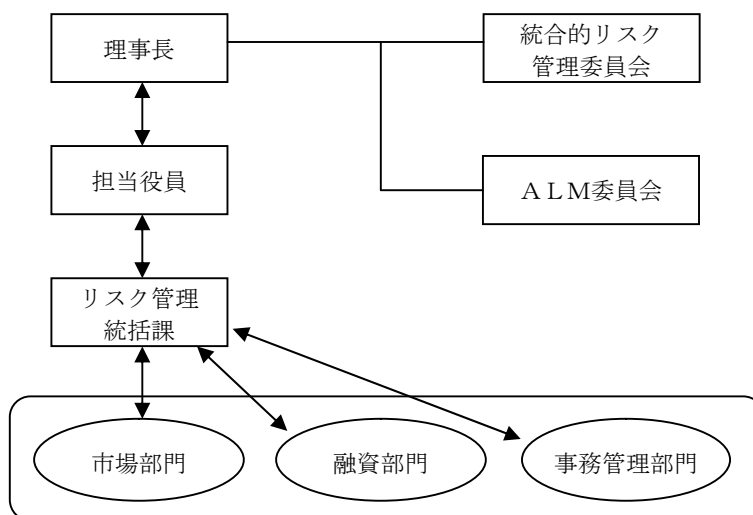 理事長
統合的リスク
管理委員会
担当役員
ＡＬＭ委員会
リスク管理
統括課
市場部門
融資部門
事務管理部門